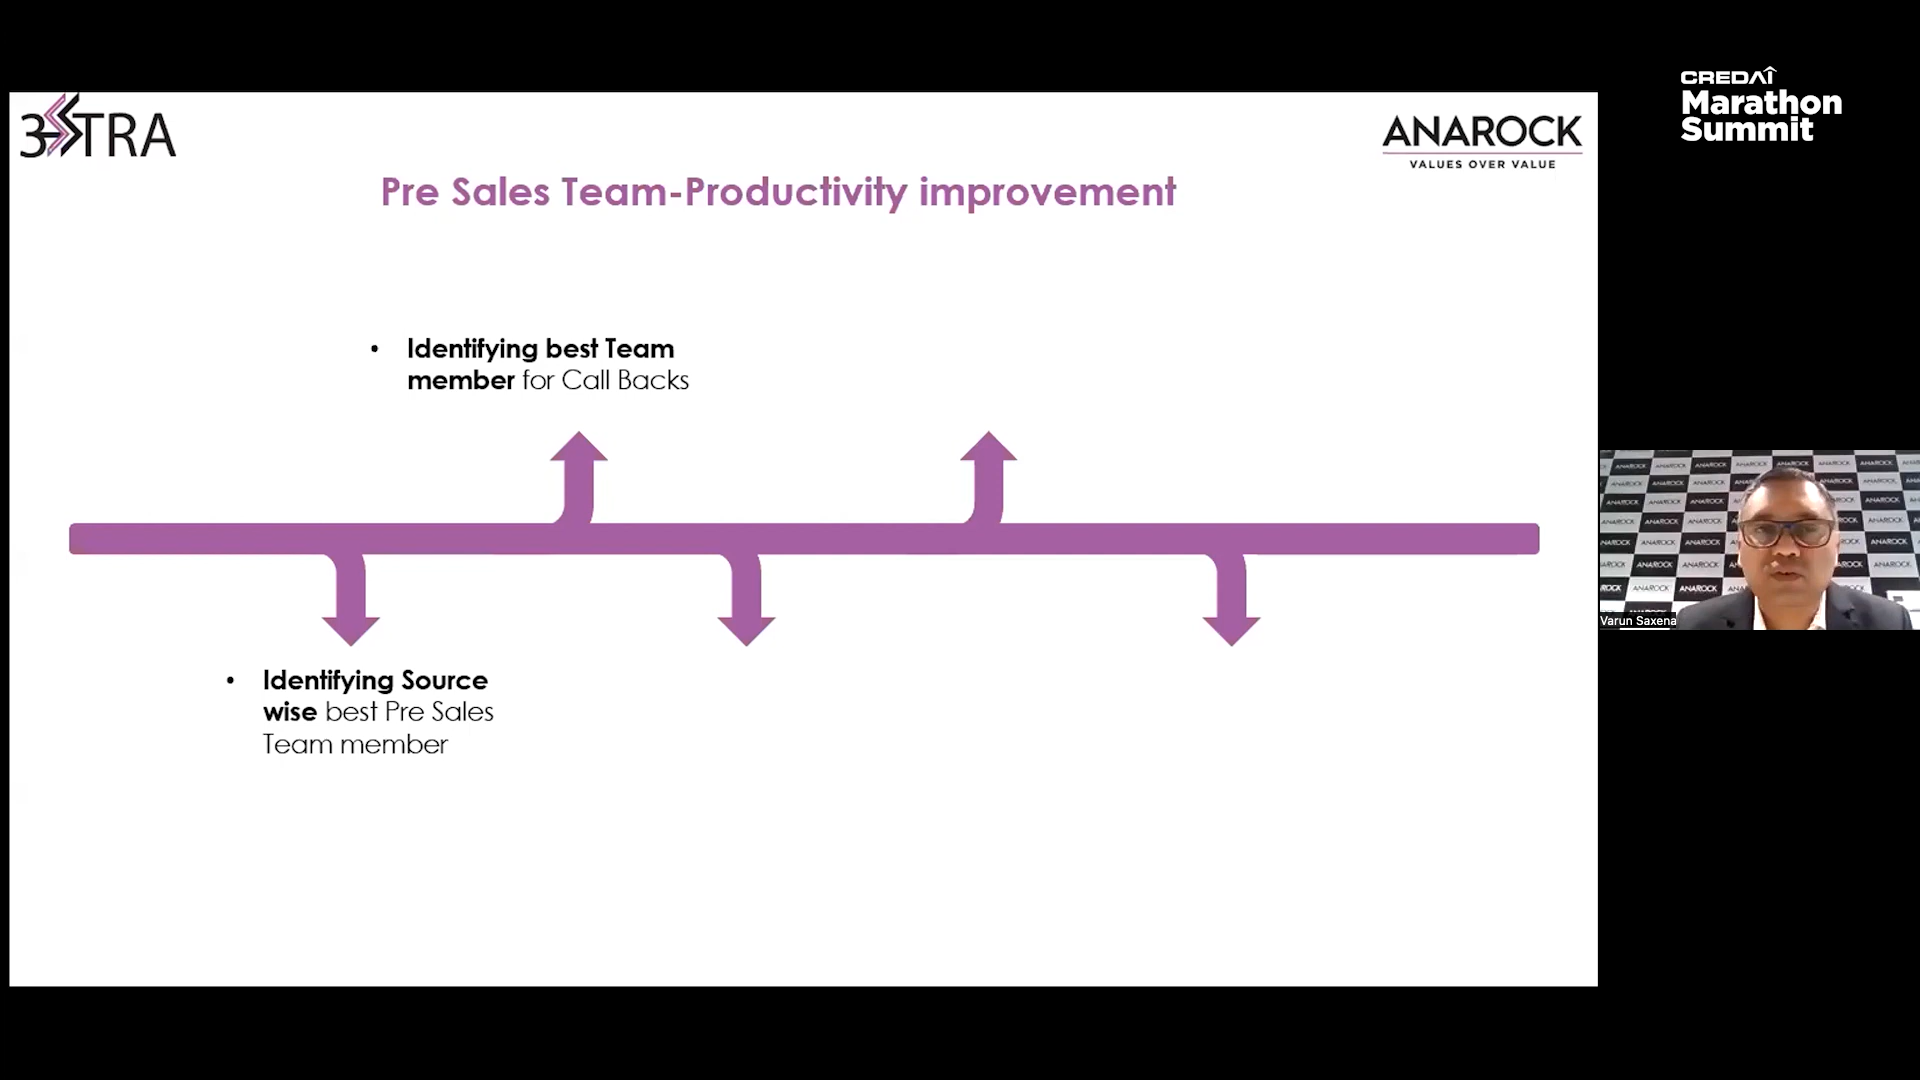 3STRA
ANAROCK
VALUES OVER VALUE
CREDAI
Marathon
Summit
Pre Sales Team-Productivity improvement
• Identifying best Team
member for Call Backs
• Identifying Source
wise best Pre Sales
Team member
Varun Saxena